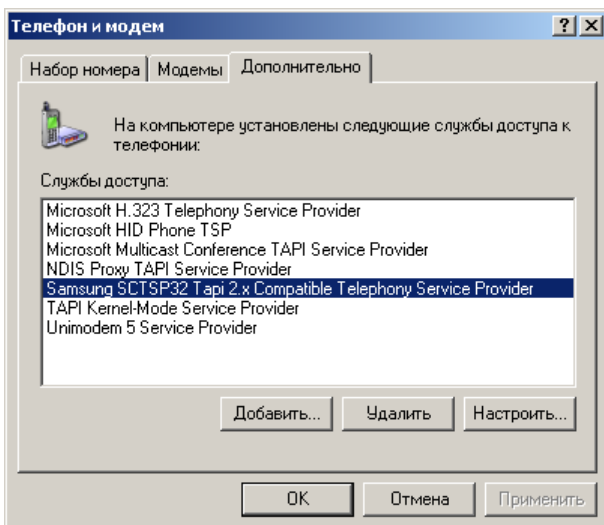 Телефон и модем
Набор номера Модемы Дополнительно
На компьютере установлены следующие службы доступа к
телефонии:
Службы доступа:
Microsoft H.323 Telephony Service Provider
Microsoft HID Phone TSP
Microsoft Multicast Conference TAPI Service Provider
NDIS Proxy TAPI Service Provider
Samsung SCTSP32 Tapi 2.x Compatible Telephony Service Provider
TAPI Kernel-Mode Service Provider
Unimodem 5 Service Provider
Добавить... Удалить Настроить...
OK Отмена Применить